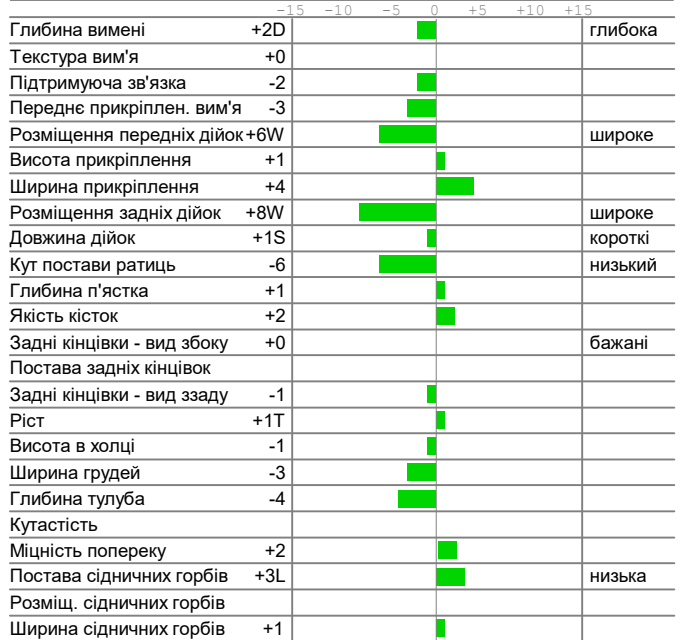 -15 -10 -5 0 +5 +10 +15
Глибина вимені +2D глибока
Текстура вим'я +0
Підтримуюча зв'язка -2
Переднє прикріплен. вим'я -3
Розміщення передніх дійок +6W широке
Висота прикріплення +1
Ширина прикріплення +4
Розміщення задніх дійок +8W широке
Довжина дійок +1S короткі
Кут постави ратиць -6 низький
Глибина п'ястка +1
Якість кісток +2
Задні кінцівки - вид збоку +0 бажані
Постава задніх кінцівок
Задні кінцівки - вид ззаду -1
Ріст +1T
Висота в холці -1
Ширина грудей -3
Глибина тулуба -4
Кутастість
Міцність попереку +2
Постава сідничних горбів +3L низька
Розміщ. сідничних горбів
Ширина сідничних горбів +1